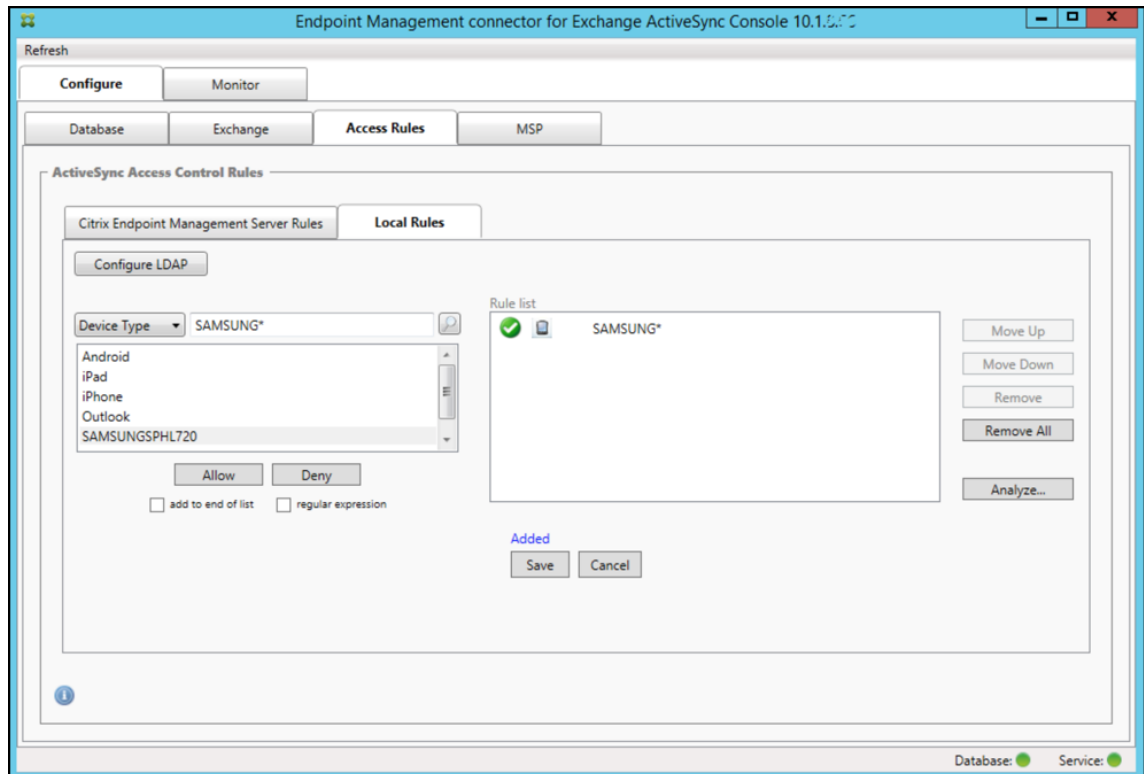 Endpoint Management connector for Exchange ActiveSync Console
Refresh
Configure Monitor
Database Exchange Access Rules MSP
ActiveSync Access Control Rules
Citrix Endpoint Management Server Rules Local Rules
Configure LDAP
Rule list
Device Type SAMSUNG*
SAMSUNG*
Android
iPad
iPhone
Outlook
SAMSUNGSPHL720
Move Up
Move Down
Remove
Remove All
Analyze...
Allow Deny
add to end of list regular expression
Added
Save Cancel
Database: Service: